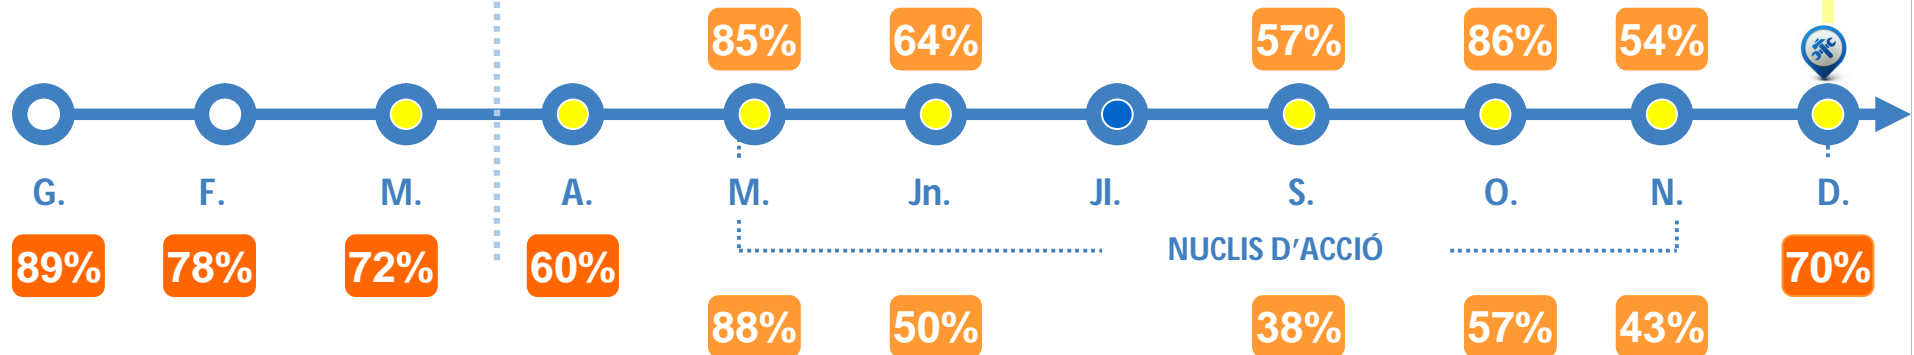 85% 64% 57% 86% 54%
G. F. M. A. M. Jn. Jl. S. O. N. D.
89% 78% 72% 60% NUCLIS D'ACCIÓ 70%
88% 50% 38% 57% 43%